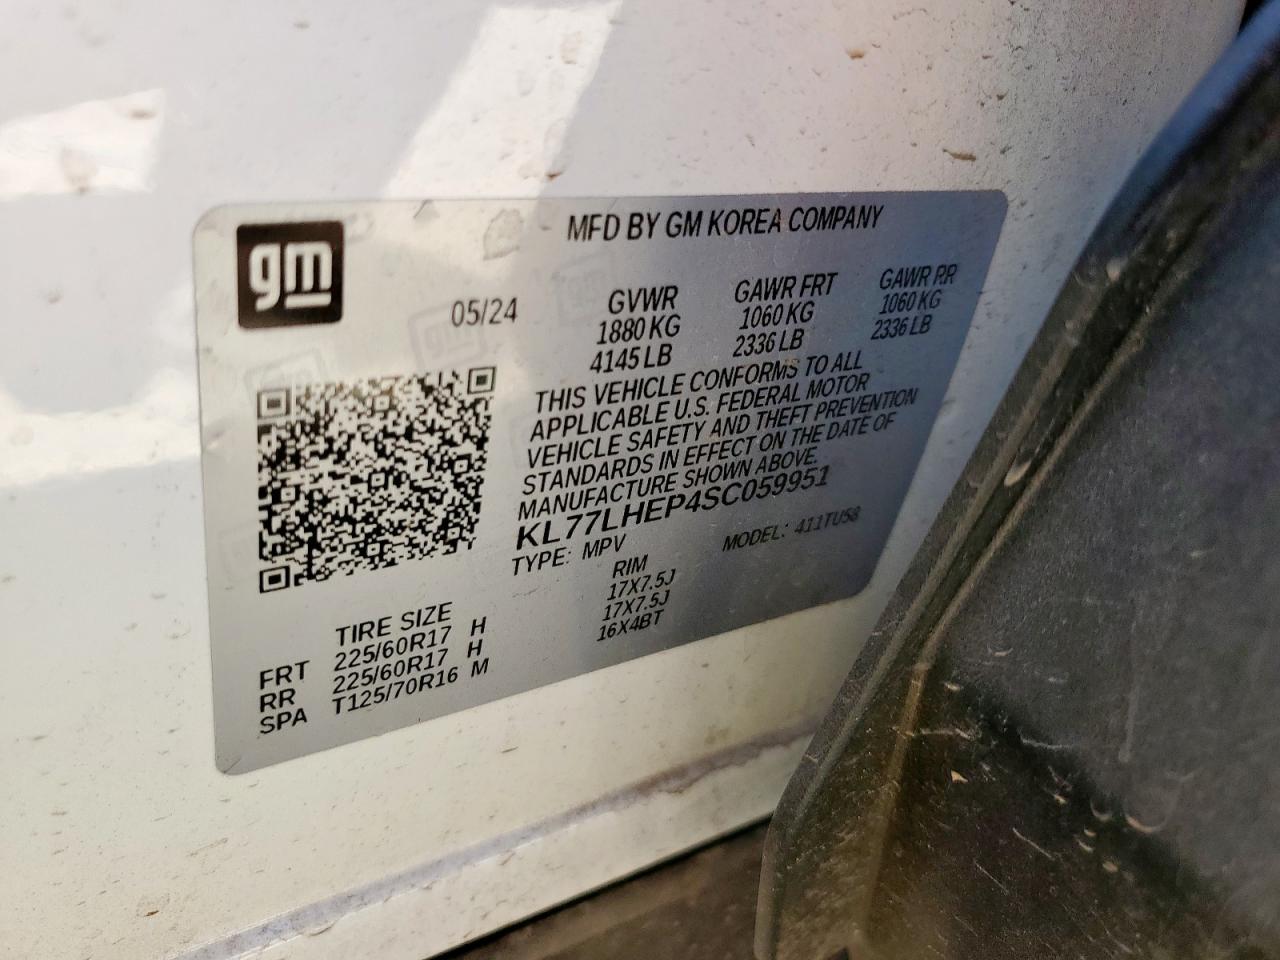 gm
MFD BY GM KOREA COMPANY
05/24
GVWR GAWR FRT GAWR RR
1880 KG 1060 KG 1060 KG
4145 LB 2336 LB 2336 LB
THIS VEHICLE CONFORMS TO ALL
APPLICABLE U.S. FEDERAL MOTOR
VEHICLE SAFETY AND THEFT PREVENTION
STANDARDS IN EFFECT ON THE DATE OF
MANUFACTURE SHOWN ABOVE.
KL77LHEP4SC059951
TYPE: MPV MODEL: 411TU58
TIRE SIZE RIM
FRT 225/60R17 H 17X7.5J
RR 225/60R17 H 17X7.5J
SPA T125/70R16 M 16X4BT